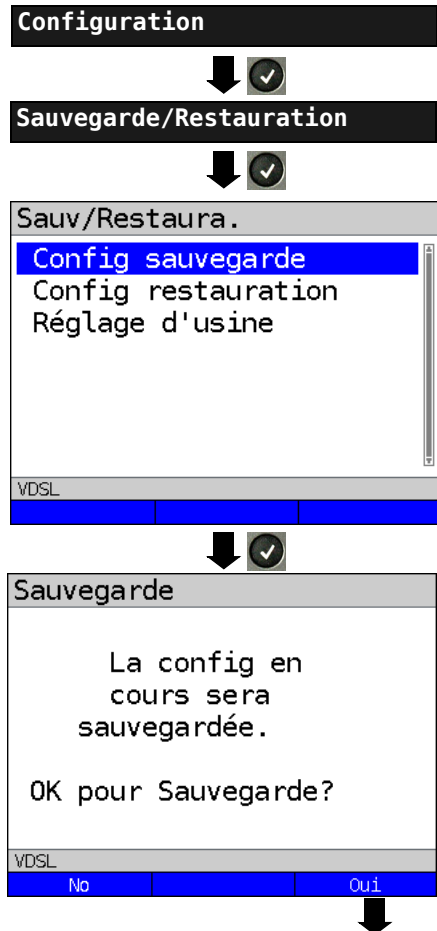 Configuration
Sauvegarde/Restauration
Sauv/Restaura.
Config sauvegarde
Config restauration
Réglage d'usine
VDSL
Sauvegarde
La config en
cours sera
sauvegardée.
OK pour Sauvegarde?
VDSL
No Oui